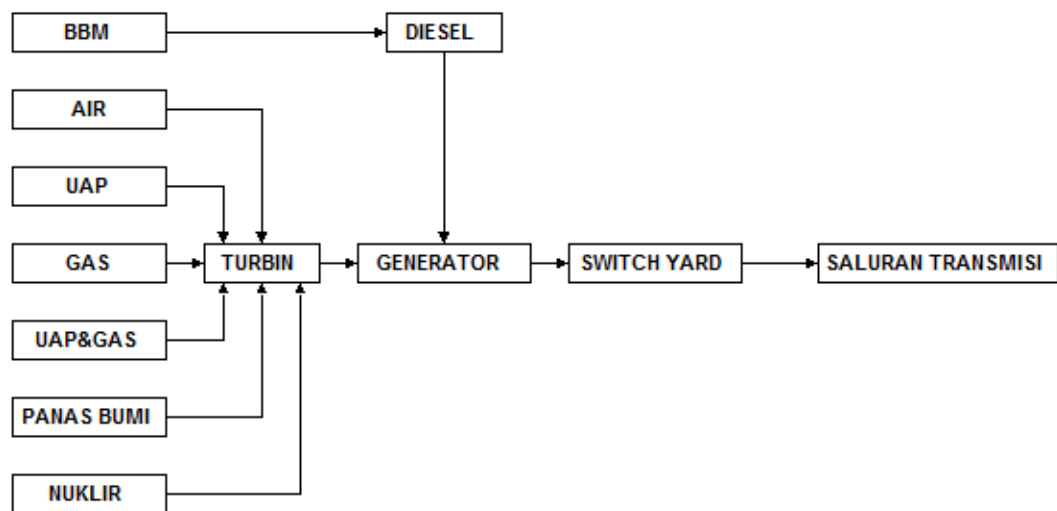 BBM
DIESEL
AIR
UAP
GAS
TURBIN
GENERATOR
SWITCH YARD
SALURAN TRANSMISI
UAP&GAS
PANAS BUMI
NUKLIR